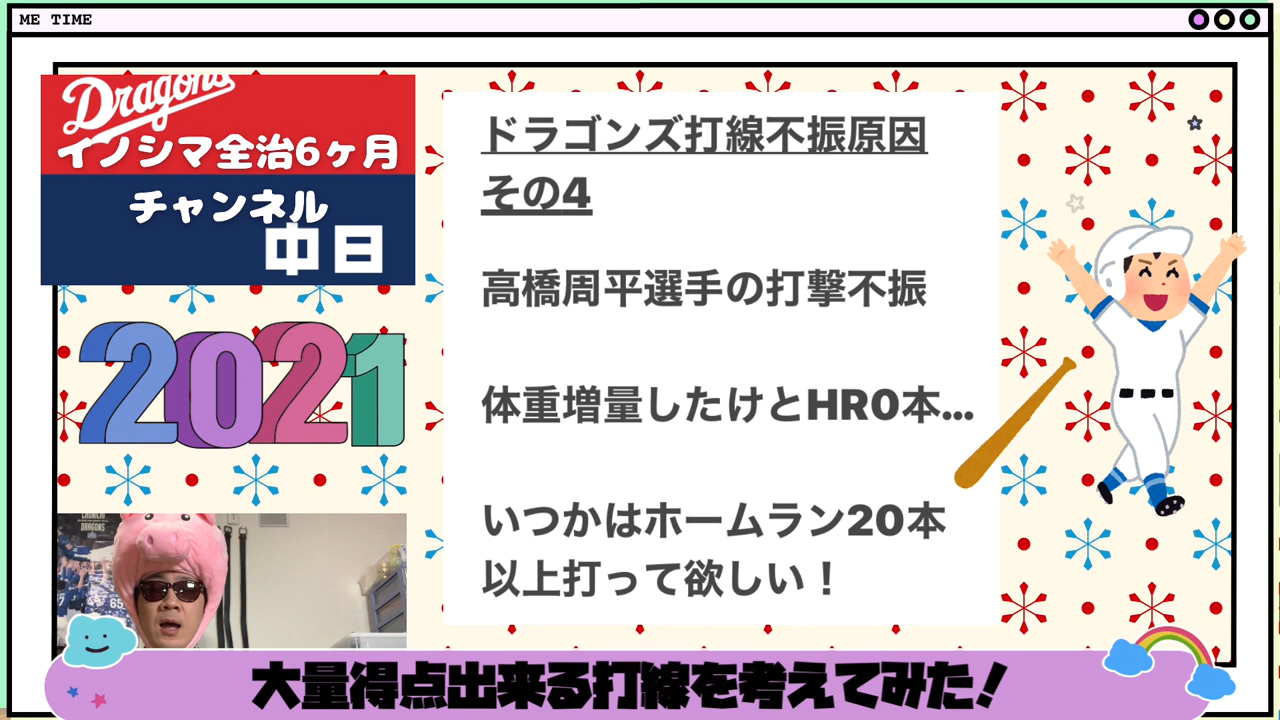 ME TIME
Dragons
イノシマ全治6ヶ月
チャンネル
中日
2021
ドラゴンズ打線不振原因
その4
高橋周平選手の打撃不振
体重増量したけとHR0本...
いつかはホームラン20本
以上打って欲しい！
CHUNICHI
DRAGONS
65
大量得点出来る打線を考えてみた！